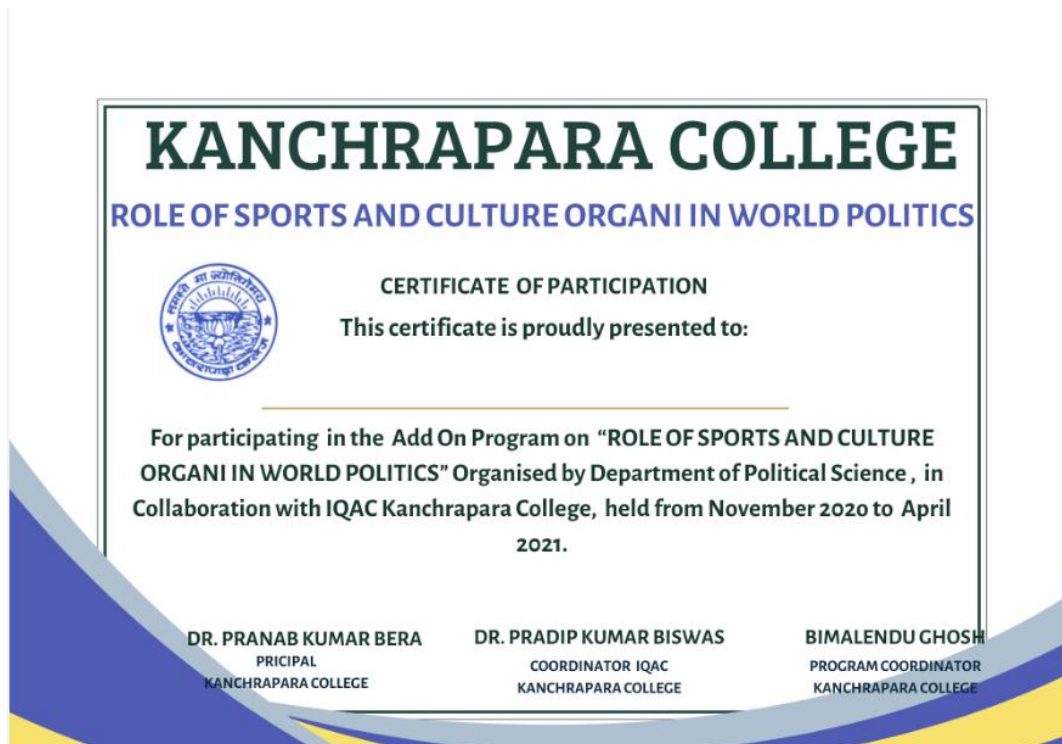 KANCHRAPARA COLLEGE
ROLE OF SPORTS AND CULTURE ORGANI IN WORLD POLITICS
CERTIFICATE OF PARTICIPATION
This certificate is proudly presented to:
For participating in the Add On Program on "ROLE OF SPORTS AND CULTURE
ORGANI IN WORLD POLITICS" Organised by Department of Political Science , in
Collaboration with IQAC Kanchrapara College, held from November 2020 to April
2021.
DR. PRANAB KUMAR BERA
PRICIPAL
KANCHRAPARA COLLEGE
DR. PRADIP KUMAR BISWAS
COORDINATOR IQAC
KANCHRAPARA COLLEGE
BIMALENDU GHOSH
PROGRAM COORDINATOR
KANCHRAPARA COLLEGE